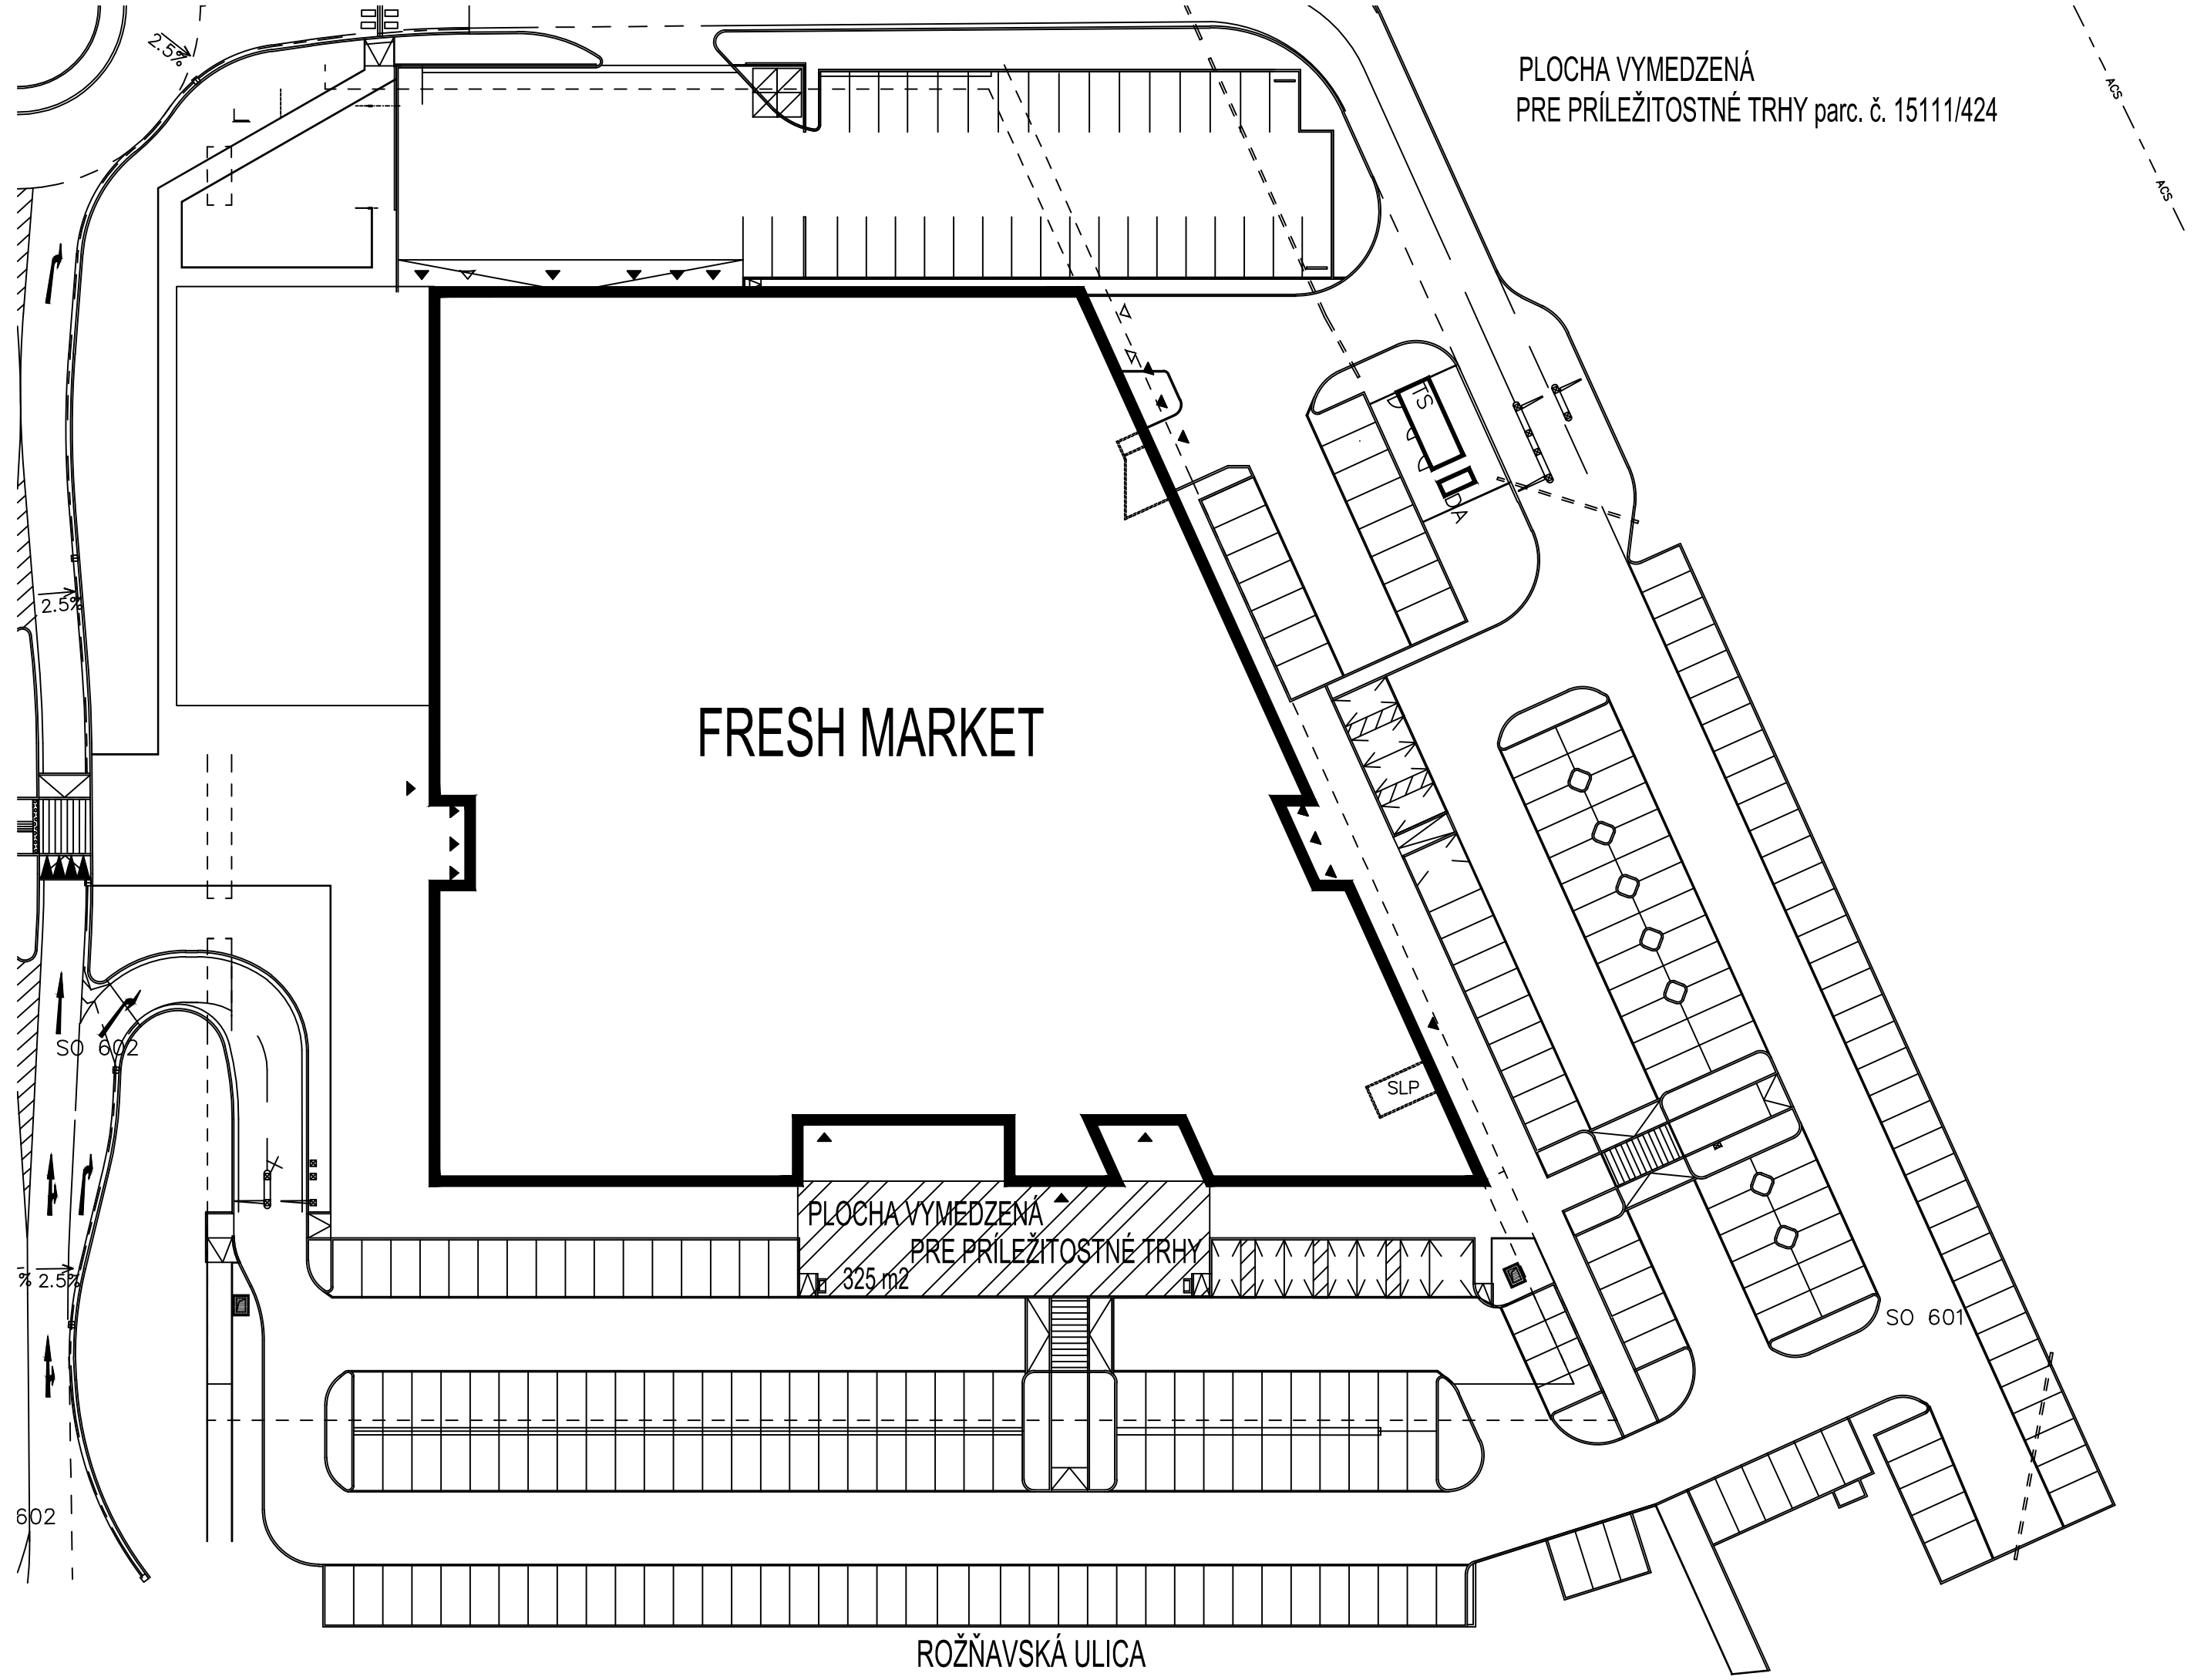 2.5%
PLOCHA VYMEDZENÁ
PRE PRÍLEŽITOSTNÉ TRHY parc. č. 15111/424
ACS
ACS
TS
DA
2.5%
FRESH MARKET
SO 602
SLP
PLOCHA VYMEDZENÁ
PRE PRÍLEŽITOSTNÉ TRHY
325 m2
% 2.5%
SO 601
602
ROŽŇAVSKÁ ULICA